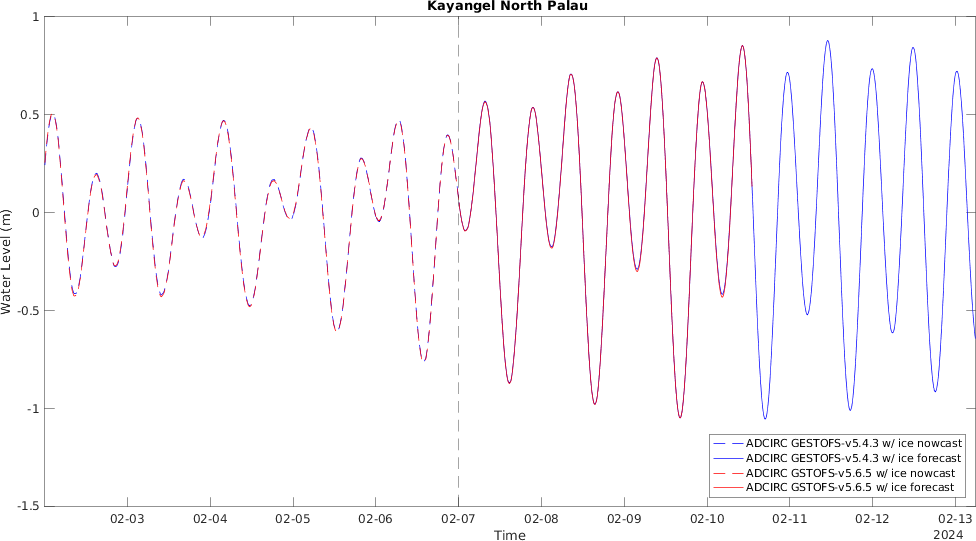 Kayangel North Palau
1
0.5
0
-0.5
-1
-1.5
Water Level (m)
02-03 02-04 02-05 02-06 02-07 02-08 02-09 02-10 02-11 02-12 02-13
Time
2024
ADCIRC GESTOFS-v5.4.3 w/ ice nowcast
ADCIRC GESTOFS-v5.4.3 w/ ice forecast
ADCIRC GSTOFS-v5.6.5 w/ ice nowcast
ADCIRC GSTOFS-v5.6.5 w/ ice forecast